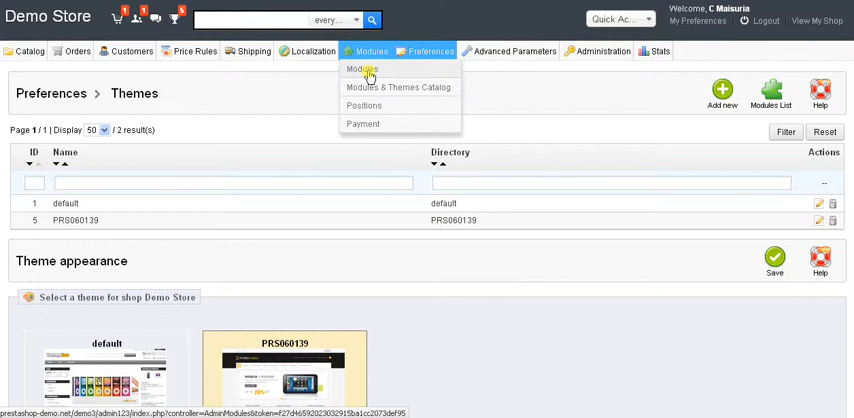 Demo Store
1 1 5
every...
Quick Ac...
Welcome, C Maisuria
My Preferences Logout View My Shop
Catalog Orders Customers Price Rules Shipping Localization Modules Preferences Advanced Parameters Administration Stats
Modules
Modules & Themes Catalog
Positions
Payment
Preferences > Themes
Add new Modules List Help
Page 1 / 1 | Display 50 / 2 result(s)
Filter Reset
ID Name Directory Actions
--
1 default default
5 PRS060139 PRS060139
Theme appearance
Save Help
Select a theme for shop Demo Store
default PRS060139
prestashop-demo.net/demo3/admin123/index.php?controller=AdminModules&token=f27d46592023032915ba1cc2073def95